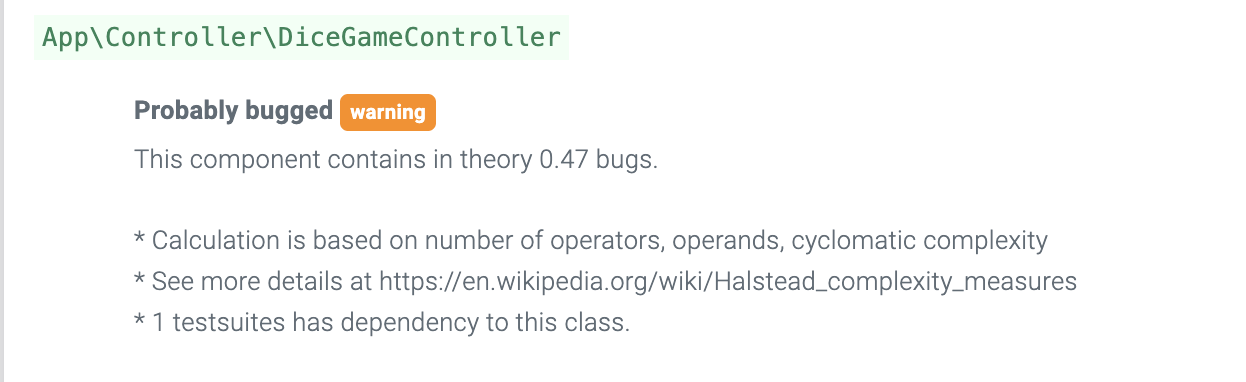 App\Controller\DiceGameController
Probably bugged warning
This component contains in theory 0.47 bugs.
* Calculation is based on number of operators, operands, cyclomatic complexity
* See more details at https://en.wikipedia.org/wiki/Halstead_complexity_measures
* 1 testsuites has dependency to this class.